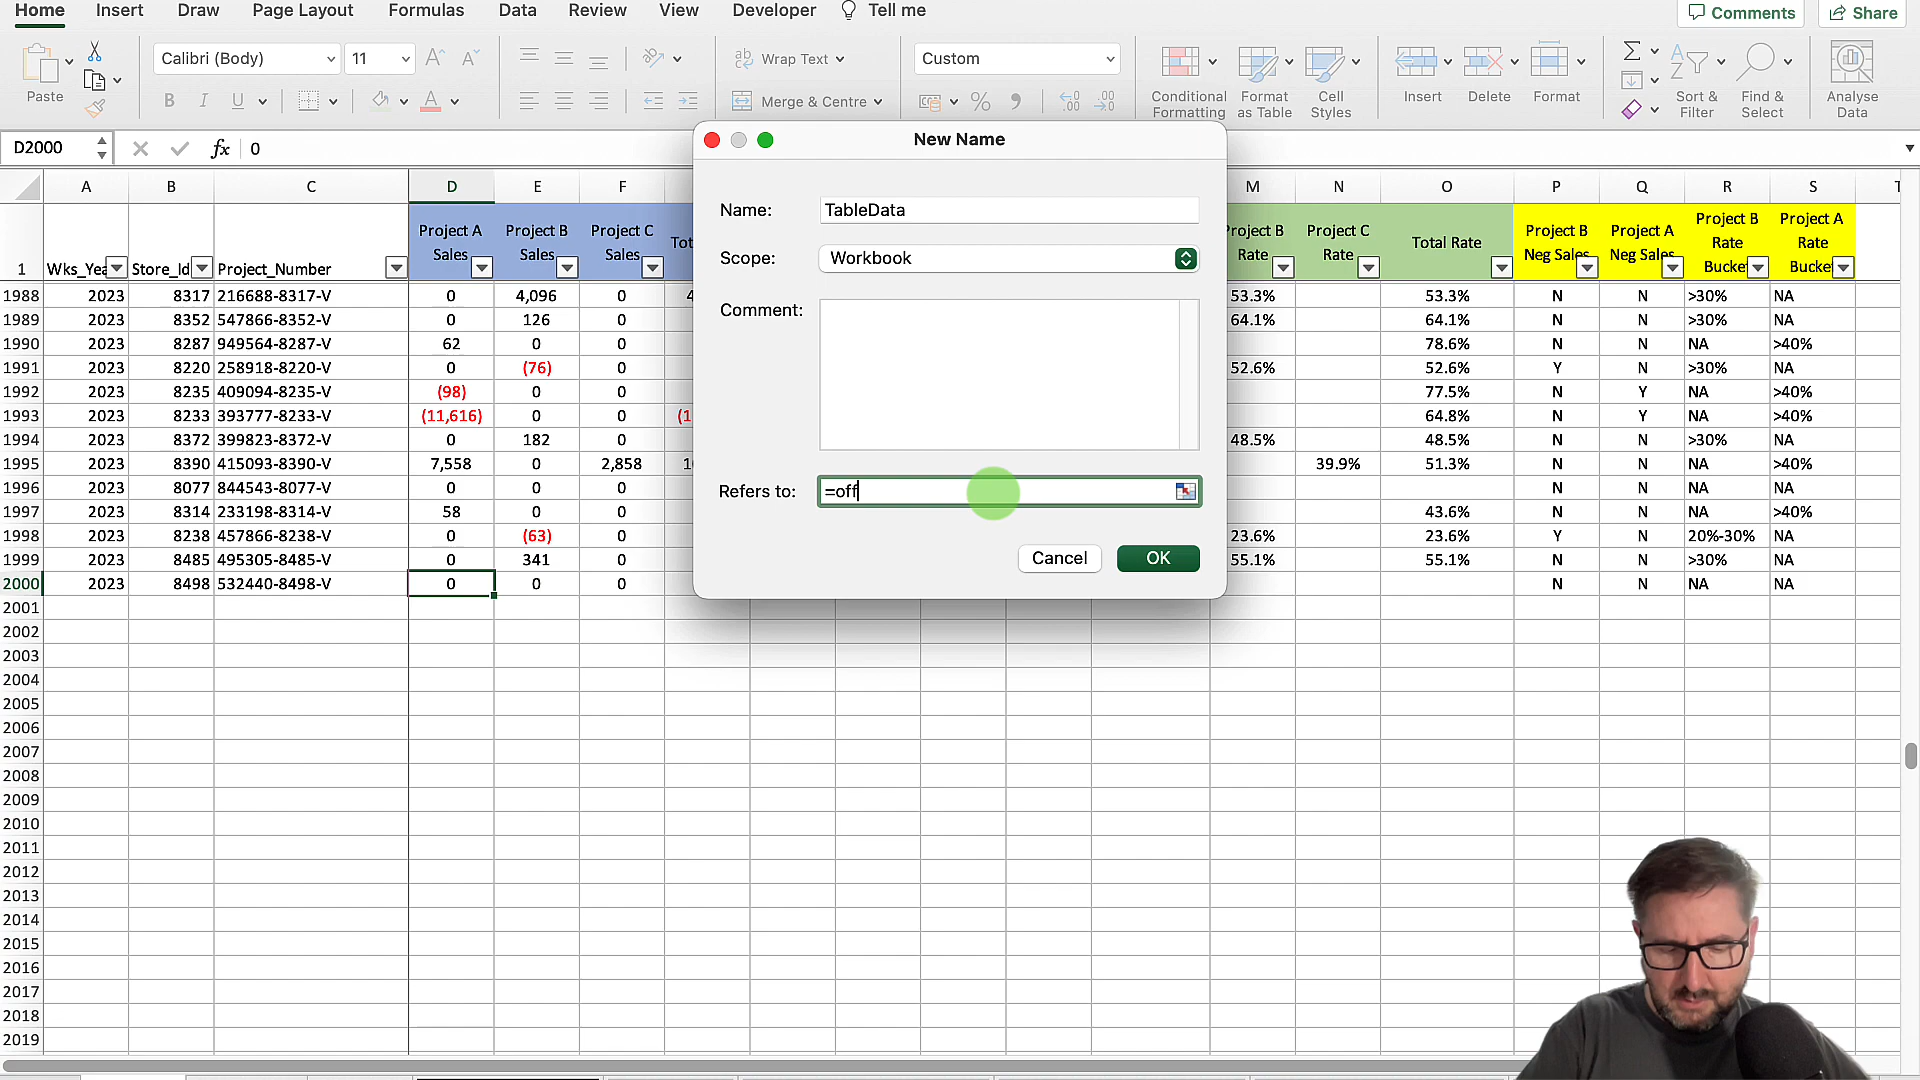 Home Insert Draw Page Layout Formulas Data Review View Developer Tell me Comments Share
Paste Calibri (Body) 11 Wrap Text Custom
B I U A Merge & Centre % Conditional Formatting Format as Table Cell Styles Insert Delete Format Sort & Filter Find & Select Analyse Data
D2000 fx 0
New Name
Name: TableData
Scope: Workbook
Comment:
Refers to: =off
Cancel OK
A B C D E F M N O P Q R S
1 Wks_Yea Store_Id Project_Number Project A Sales Project B Sales Project C Sales Tot Project B Rate Project C Rate Total Rate Project B Neg Sales Project A Neg Sales Project B Rate Bucket Project A Rate Bucket
1988 2023 8317 216688-8317-V 0 4,096 0 4 53.3% 53.3% N N >30% NA
1989 2023 8352 547866-8352-V 0 126 0 64.1% 64.1% N N >30% NA
1990 2023 8287 949564-8287-V 62 0 0 78.6% N N NA >40%
1991 2023 8220 258918-8220-V 0 (76) 0 52.6% 52.6% Y N >30% NA
1992 2023 8235 409094-8235-V (98) 0 0 77.5% N Y NA >40%
1993 2023 8233 393777-8233-V (11,616) 0 0 (1 64.8% N Y NA >40%
1994 2023 8372 399823-8372-V 0 182 0 48.5% 48.5% N N >30% NA
1995 2023 8390 415093-8390-V 7,558 0 2,858 1 39.9% 51.3% N N NA >40%
1996 2023 8077 844543-8077-V 0 0 0 N N NA NA
1997 2023 8314 233198-8314-V 58 0 0 43.6% N N NA >40%
1998 2023 8238 457866-8238-V 0 (63) 0 23.6% 23.6% Y N 20%-30% NA
1999 2023 8485 495305-8485-V 0 341 0 55.1% 55.1% N N >30% NA
2000 2023 8498 532440-8498-V 0 0 0 N N NA NA
2001
2002
2003
2004
2005
2006
2007
2008
2009
2010
2011
2012
2013
2014
2015
2016
2017
2018
2019